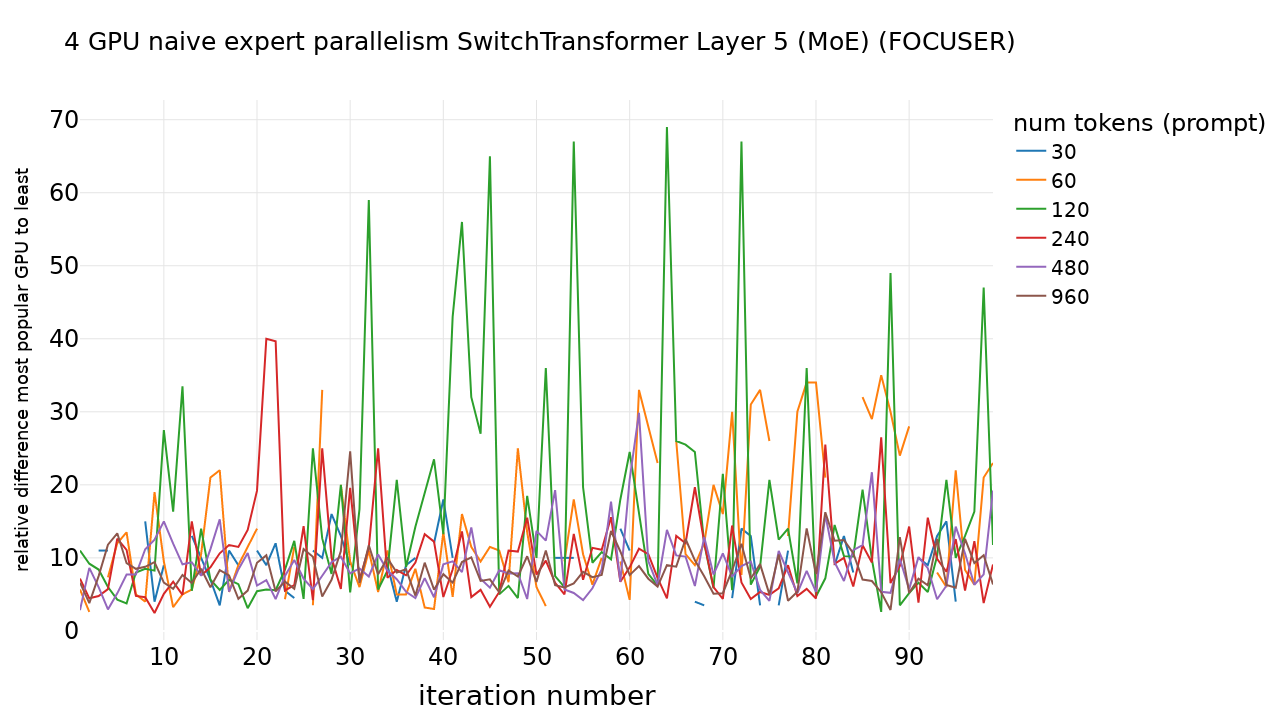 4 GPU naive expert parallelism SwitchTransformer Layer 5 (MoE) (FOCUSER)
relative difference most popular GPU to least
70
60
50
40
30
20
10
0
10 20 30 40 50 60 70 80 90
iteration number
num tokens (prompt)
30
60
120
240
480
960